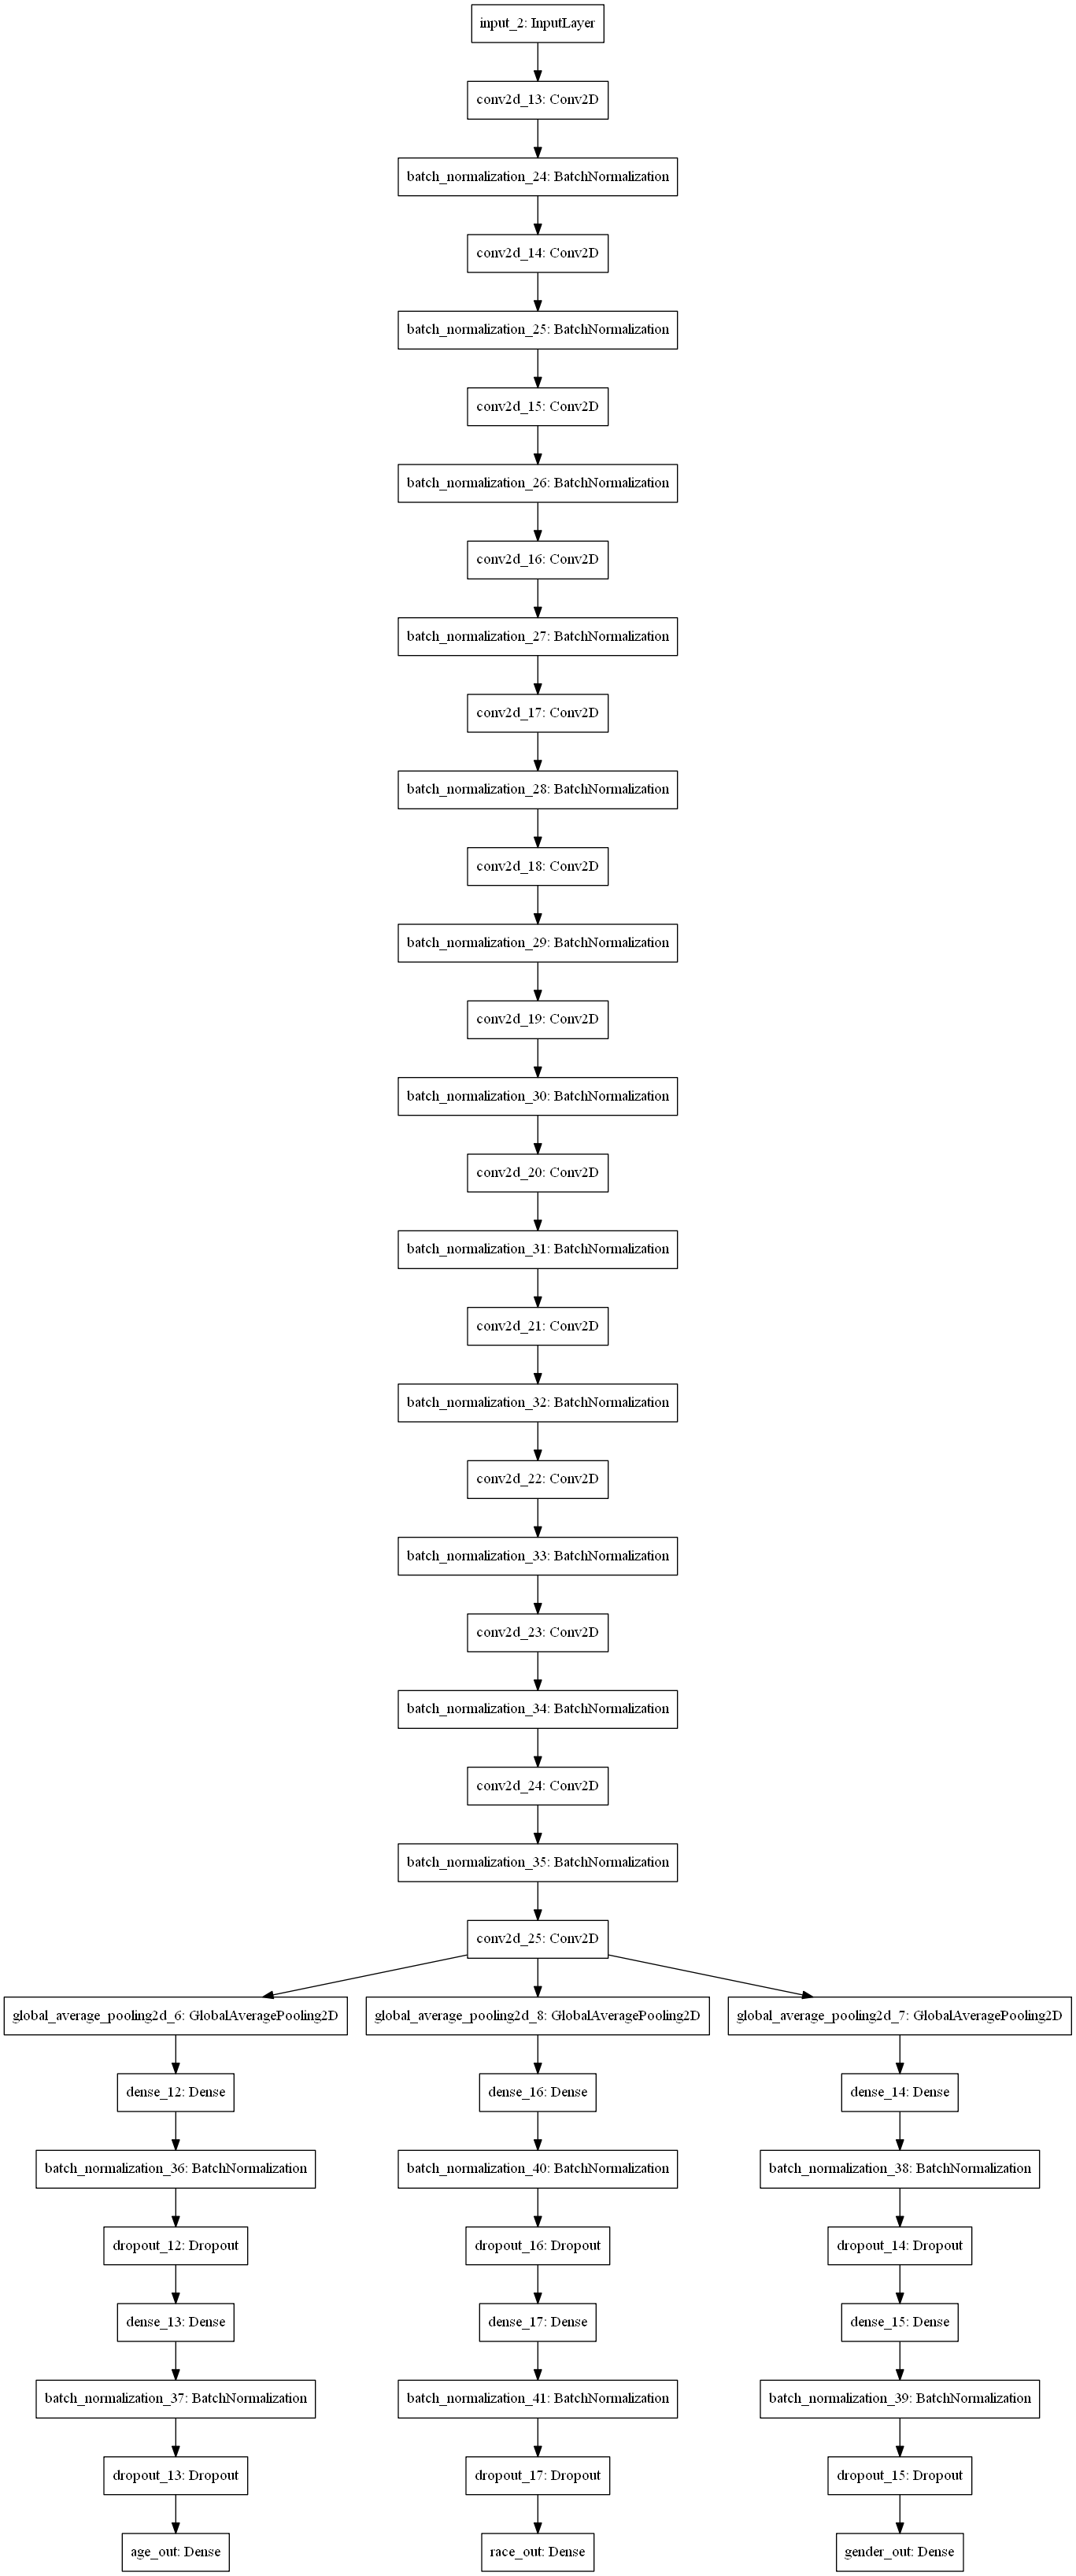 input_2: InputLayer
conv2d_13: Conv2D
batch_normalization_24: BatchNormalization
conv2d_14: Conv2D
batch_normalization_25: BatchNormalization
conv2d_15: Conv2D
batch_normalization_26: BatchNormalization
conv2d_16: Conv2D
batch_normalization_27: BatchNormalization
conv2d_17: Conv2D
batch_normalization_28: BatchNormalization
conv2d_18: Conv2D
batch_normalization_29: BatchNormalization
conv2d_19: Conv2D
batch_normalization_30: BatchNormalization
conv2d_20: Conv2D
batch_normalization_31: BatchNormalization
conv2d_21: Conv2D
batch_normalization_32: BatchNormalization
conv2d_22: Conv2D
batch_normalization_33: BatchNormalization
conv2d_23: Conv2D
batch_normalization_34: BatchNormalization
conv2d_24: Conv2D
batch_normalization_35: BatchNormalization
conv2d_25: Conv2D
global_average_pooling2d_6: GlobalAveragePooling2D
global_average_pooling2d_8: GlobalAveragePooling2D
global_average_pooling2d_7: GlobalAveragePooling2D
dense_12: Dense
dense_16: Dense
dense_14: Dense
batch_normalization_36: BatchNormalization
batch_normalization_40: BatchNormalization
batch_normalization_38: BatchNormalization
dropout_12: Dropout
dropout_16: Dropout
dropout_14: Dropout
dense_13: Dense
dense_17: Dense
dense_15: Dense
batch_normalization_37: BatchNormalization
batch_normalization_41: BatchNormalization
batch_normalization_39: BatchNormalization
dropout_13: Dropout
dropout_17: Dropout
dropout_15: Dropout
age_out: Dense
race_out: Dense
gender_out: Dense